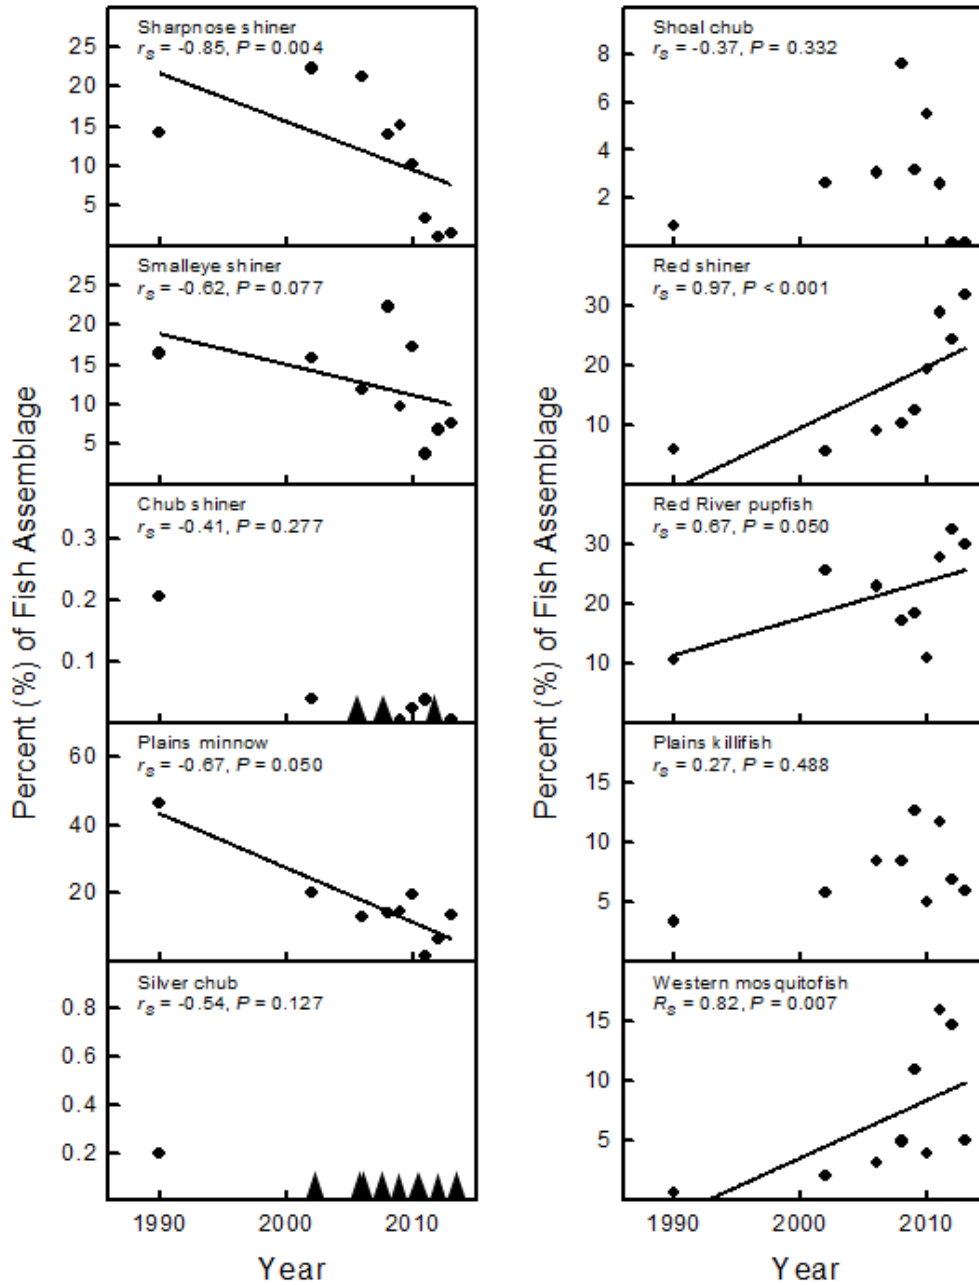 Sharpnose shiner
rs = -0.85, P = 0.004
25
20
15
10
5
Smalleye shiner
rs = -0.62, P = 0.077
25
20
15
10
5
Chub shiner
rs = -0.41, P = 0.277
0.3
0.2
0.1
Plains minnow
rs = -0.67, P = 0.050
60
40
20
Silver chub
rs = -0.54, P = 0.127
0.8
0.6
0.4
0.2
1990 2000 2010
Year
Percent (%) of Fish Assemblage
Shoal chub
rs = -0.37, P = 0.332
8
6
4
2
Red shiner
rs = 0.97, P < 0.001
30
20
10
Red River pupfish
rs = 0.67, P = 0.050
30
20
10
Plains killifish
rs = 0.27, P = 0.488
15
10
5
Western mosquitofish
Rs = 0.82, P = 0.007
15
10
5
1990 2000 2010
Year
Percent (%) of Fish Assemblage